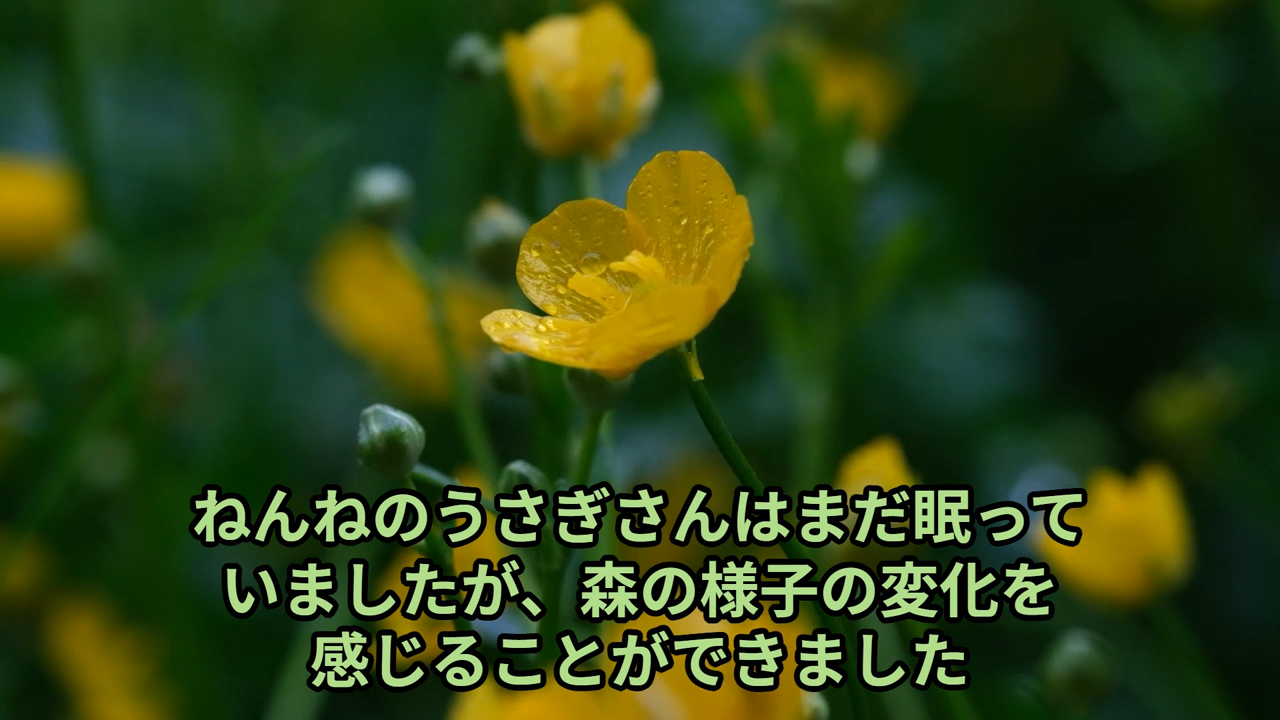 ねんねのうさぎさんはまだ眠って
いましたが、森の様子の変化を
感じることができました